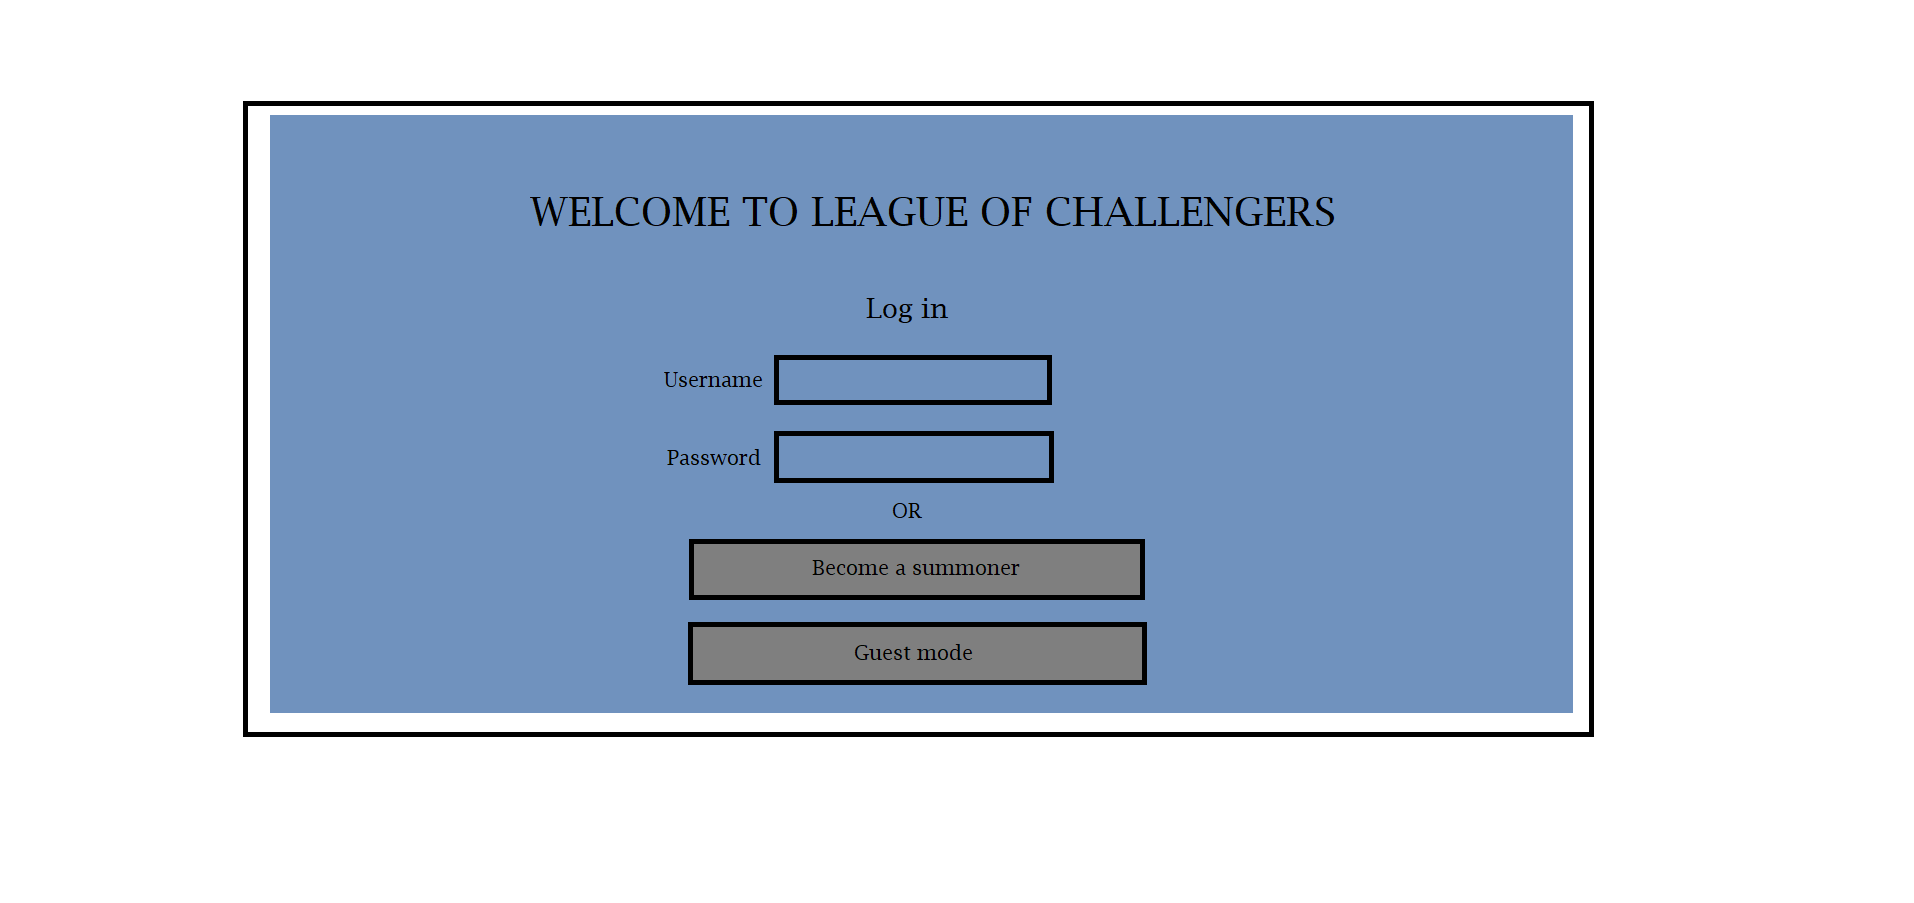 WELCOME TO LEAGUE OF CHALLENGERS
Log in
Username
Password
OR
Become a summoner
Guest mode